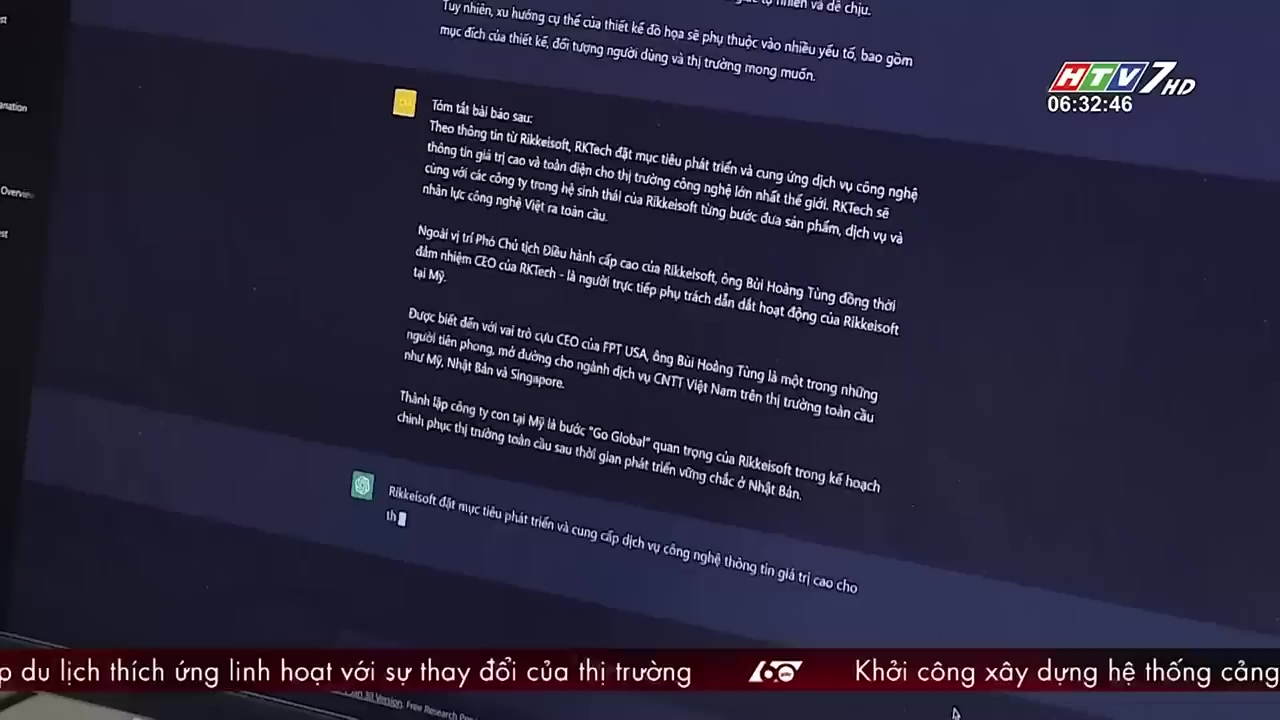 nhiên và dễ chịu.
Tuy nhiên, xu hướng cụ thể của thiết kế đồ họa sẽ phụ thuộc vào nhiều yếu tố, bao gồm
mục đích của thiết kế, đối tượng người dùng và thị trường mong muốn.
HTV7 HD
06:32:46
Tóm tắt bài báo sau:
Theo thông tin từ Rikkeisoft, RKTech đặt mục tiêu phát triển và cung ứng dịch vụ công nghệ
thông tin giá trị cao và toàn diện cho thị trường công nghệ lớn nhất thế giới. RKTech sẽ
cùng với các công ty trong hệ sinh thái của Rikkeisoft từng bước đưa sản phẩm, dịch vụ và
nhân lực công nghệ Việt ra toàn cầu.
Ngoài vị trí Phó Chủ tịch Điều hành cấp cao của Rikkeisoft, ông Bùi Hoàng Tùng đồng thời
đảm nhiệm CEO của RKTech - là người trực tiếp phụ trách dẫn dắt hoạt động của Rikkeisoft
tại Mỹ.
Được biết đến với vai trò cựu CEO của FPT USA, ông Bùi Hoàng Tùng là một trong những
người tiên phong, mở đường cho ngành dịch vụ CNTT Việt Nam trên thị trường toàn cầu
như Mỹ, Nhật Bản và Singapore.
Thành lập công ty con tại Mỹ là bước "Go Global" quan trọng của Rikkeisoft trong kế hoạch
chinh phục thị trường toàn cầu sau thời gian phát triển vững chắc ở Nhật Bản.
Rikkeisoft đặt mục tiêu phát triển và cung cấp dịch vụ công nghệ thông tin giá trị cao cho
th
Overview
p du lịch thích ứng linh hoạt với sự thay đổi của thị trường
60
Khởi công xây dựng hệ thống cảng
Jan 30 Version. Free Research